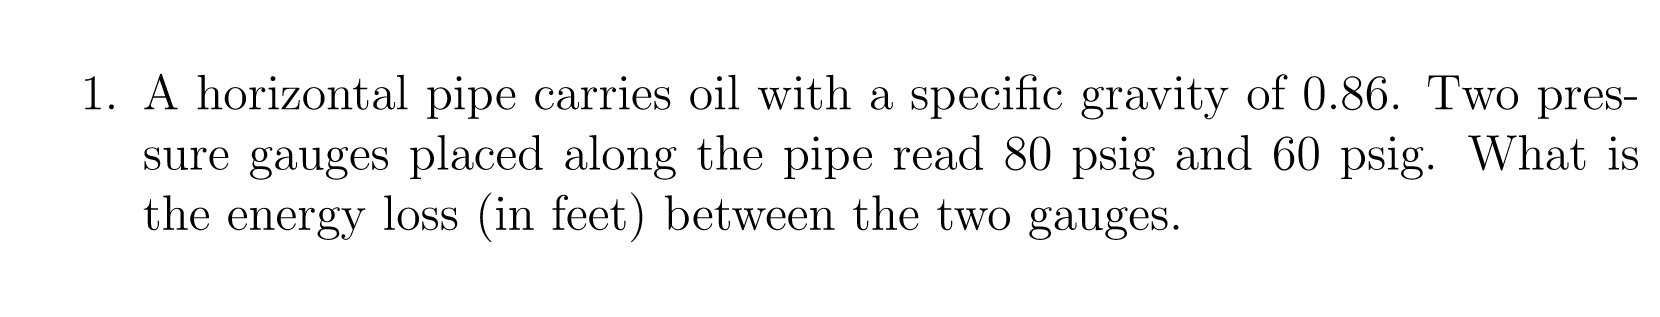 1. A horizontal pipe carries oil with a specific gravity of 0.86. Two pres-
sure gauges placed along the pipe read 80 psig and 60 psig. What is
the energy loss (in feet) between the two gauges.